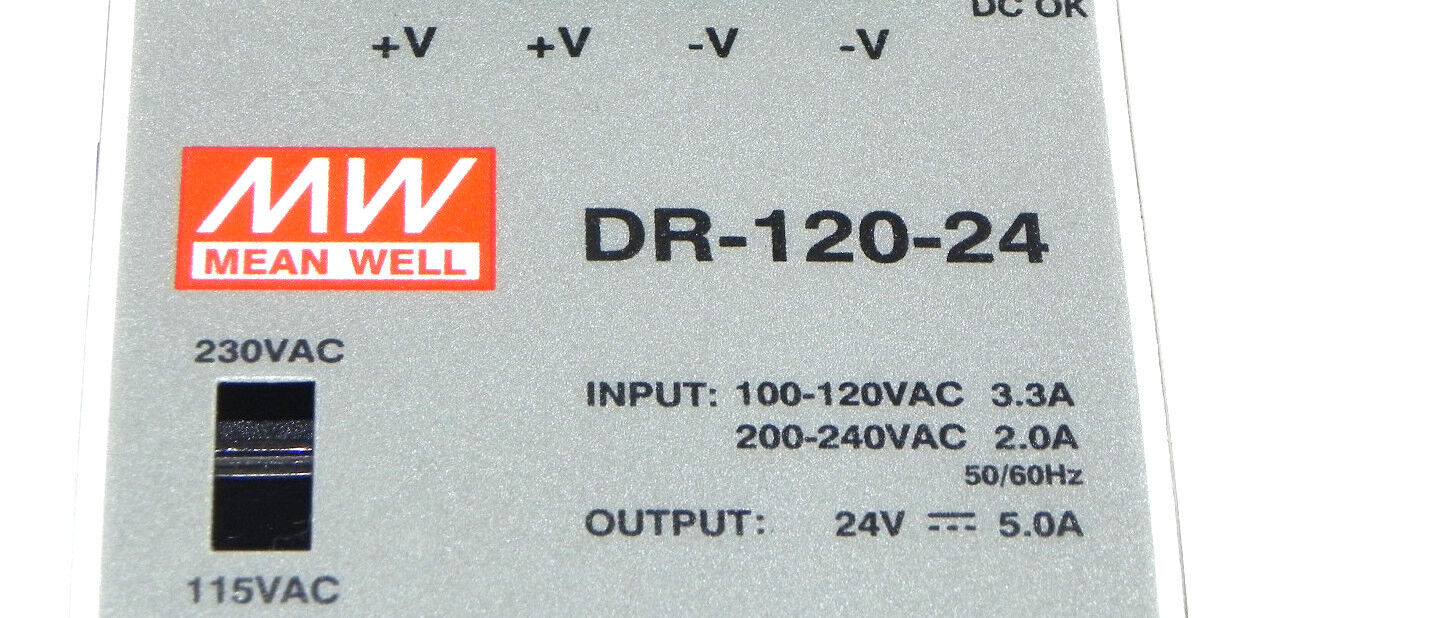 DC OK
+V +V -V -V
MW
MEAN WELL
DR-120-24
230VAC
INPUT: 100-120VAC 3.3A
200-240VAC 2.0A
50/60Hz
OUTPUT: 24V ⎓ 5.0A
115VAC